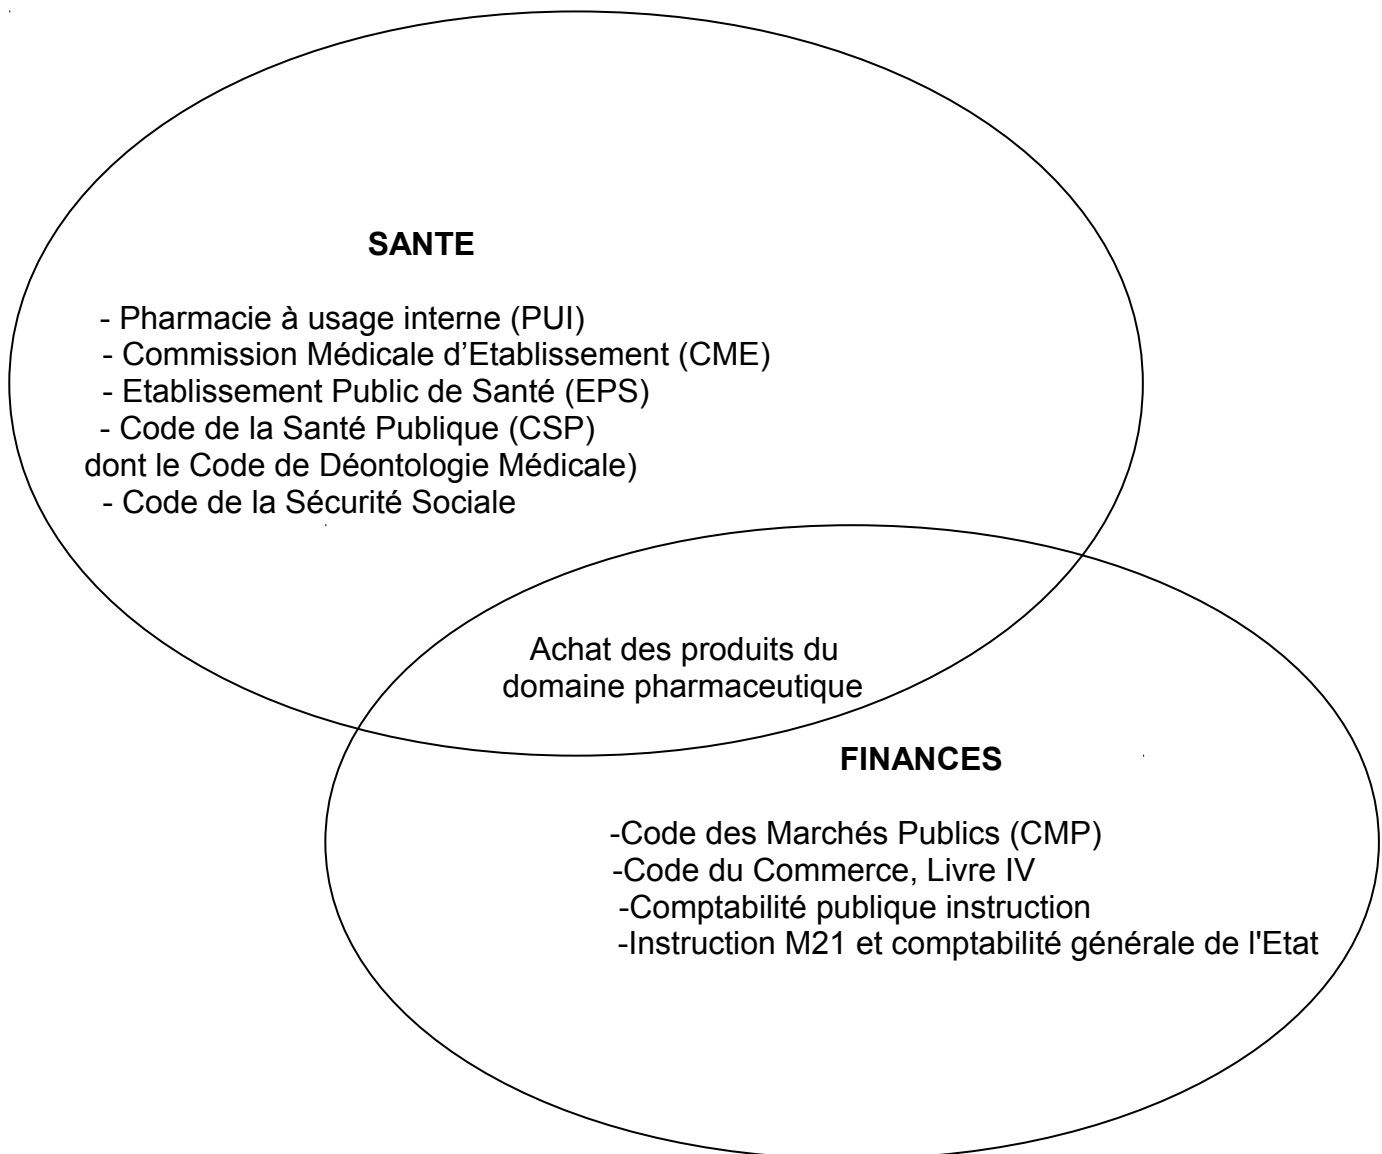 SANTE
- Pharmacie à usage interne (PUI)
- Commission Médicale d’Etablissement (CME)
- Etablissement Public de Santé (EPS)
- Code de la Santé Publique (CSP)
dont le Code de Déontologie Médicale)
- Code de la Sécurité Sociale
Achat des produits du
domaine pharmaceutique
FINANCES
-Code des Marchés Publics (CMP)
-Code du Commerce, Livre IV
-Comptabilité publique instruction
-Instruction M21 et comptabilité générale de l'Etat